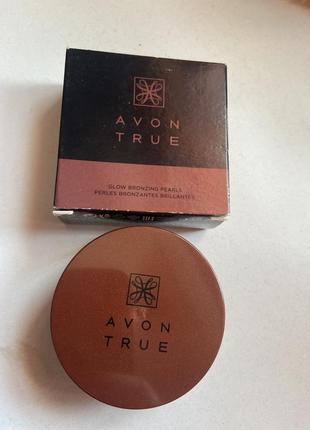 AVON
TRUE
GLOW BRONZING PEARLS
PERLES BRONZANTES BRILLANTES
AVON
TRUE